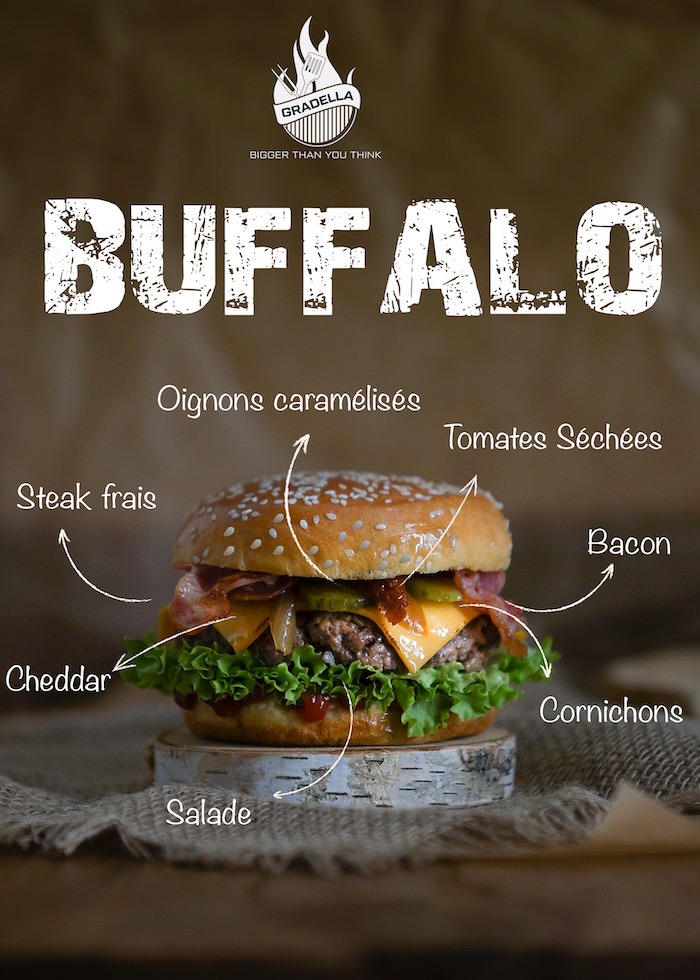 GRADELLA
BIGGER THAN YOU THINK
BUFFALO
Oignons caramélisés
Tomates Séchées
Steak frais
Bacon
Cheddar
Cornichons
Salade